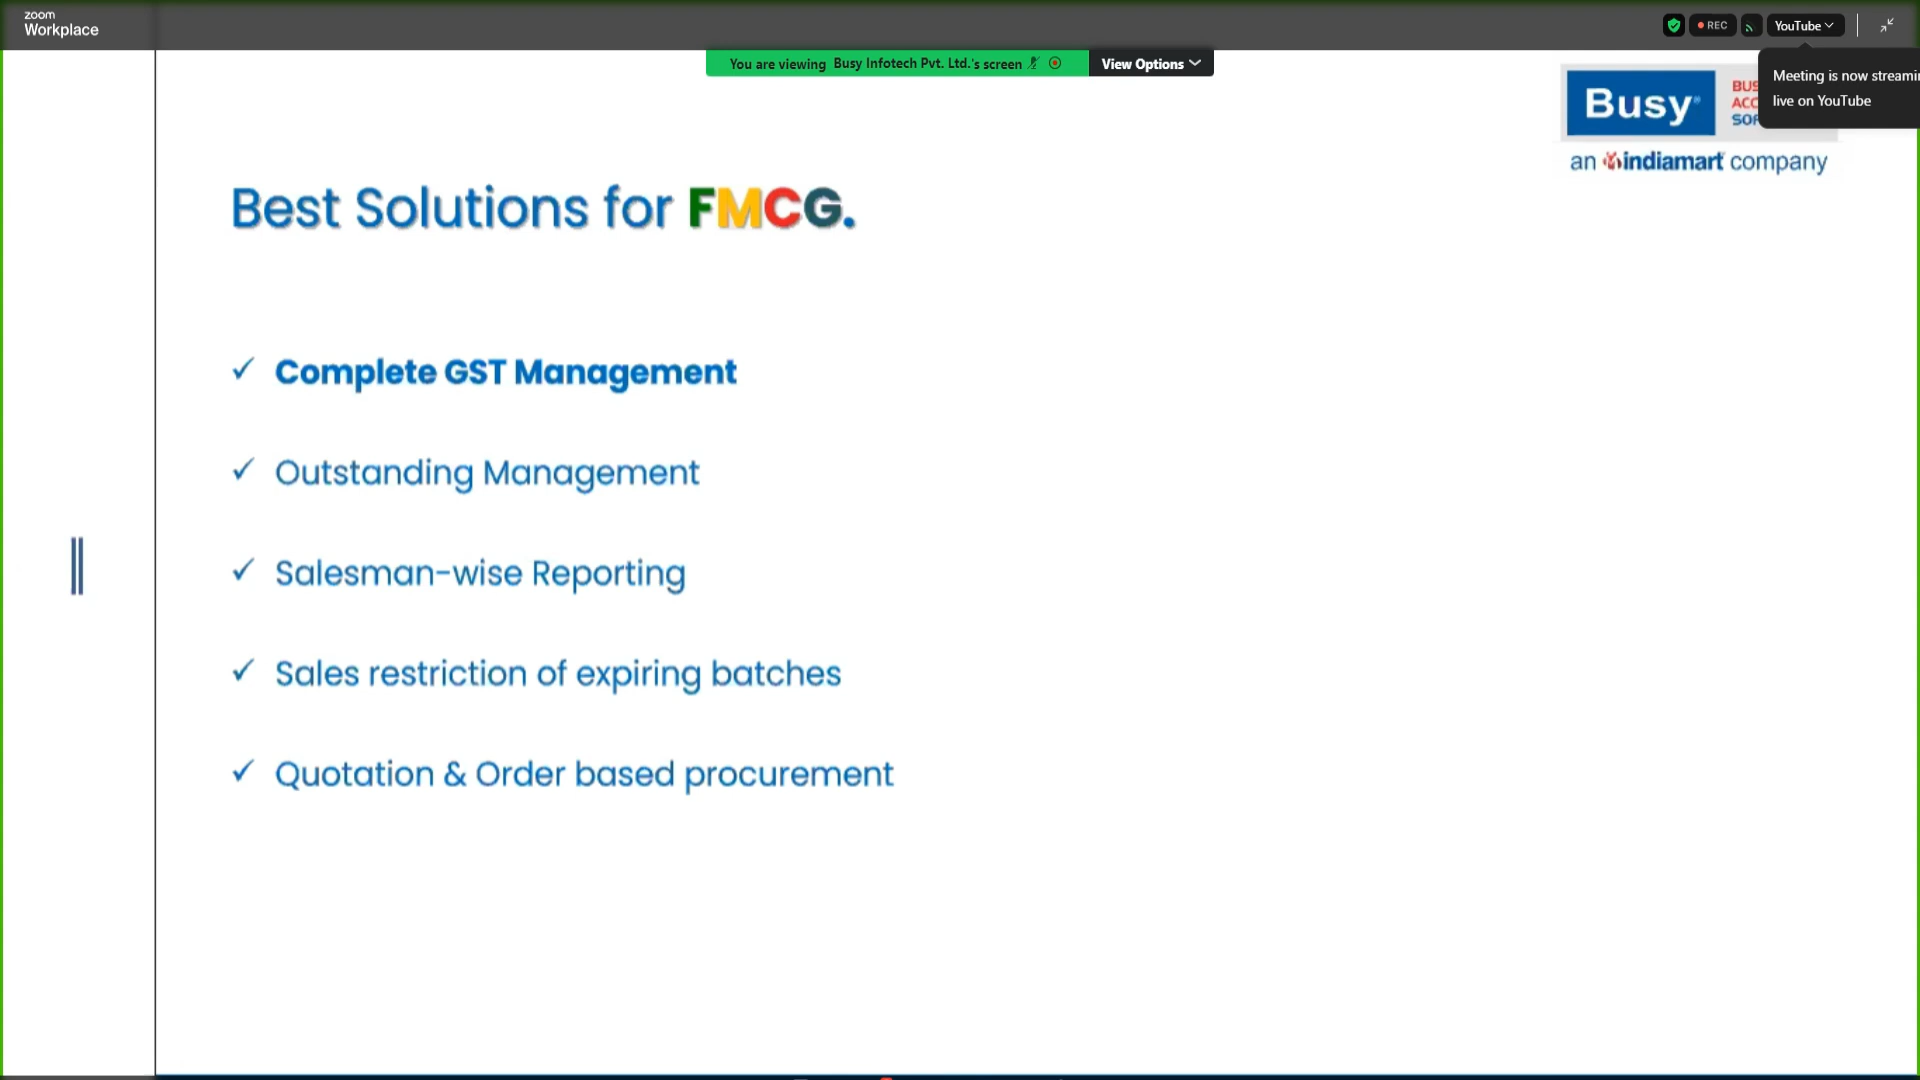 zoom
Workplace
REC
YouTube
You are viewing Busy Infotech Pvt. Ltd.'s screen
View Options
Meeting is now
live on YouTube
Busy
an indiamart company
Best Solutions for FMCG.
✓ Complete GST Management
✓ Outstanding Management
✓ Salesman-wise Reporting
✓ Sales restriction of expiring batches
✓ Quotation & Order based procurement